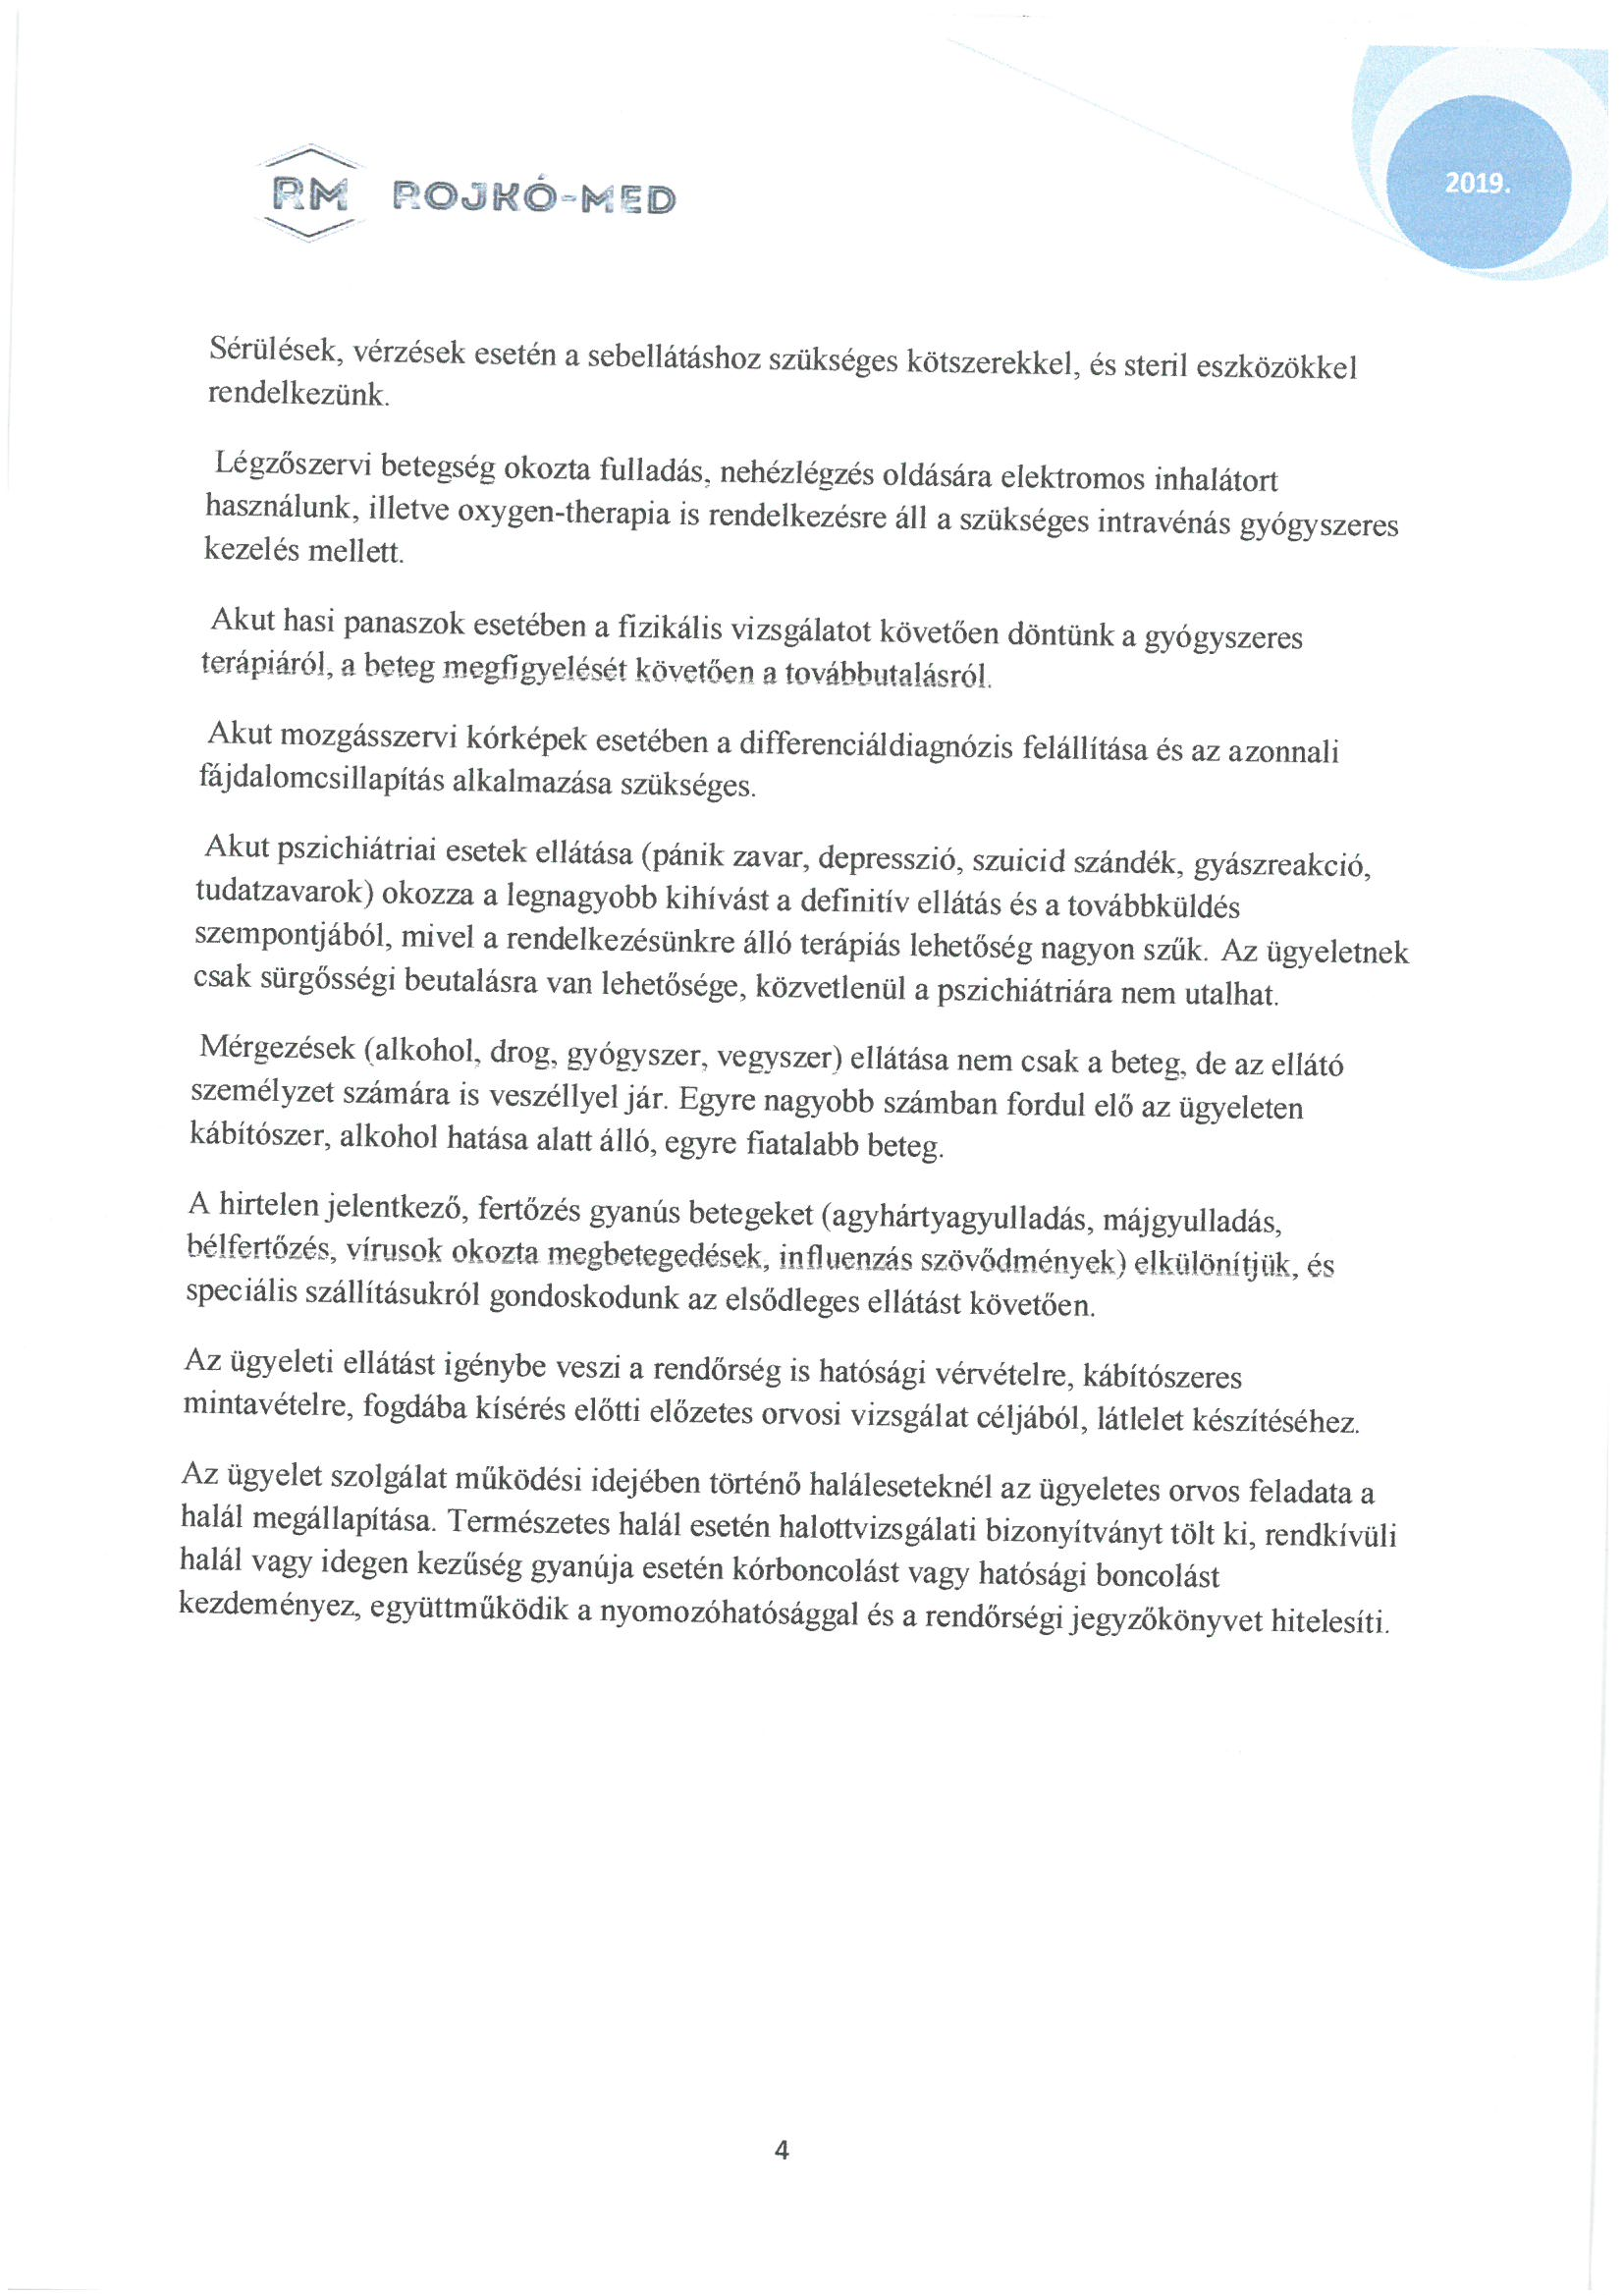 2019.
RM ROJKÓ-MED
Sérülések, vérzések esetén a sebellátáshoz szükséges kötszerekkel, és steril eszközökkel
rendelkezünk.
Légzőszervi betegség okozta fulladás, nehézlégzés oldására elektromos inhalátort
használunk, illetve oxygen-therapia is rendelkezésre áll a szükséges intravénás gyógyszeres
kezelés mellett.
Akut hasi panaszok esetében a fizikális vizsgálatot követően döntünk a gyógyszeres
terápiáról, a beteg megfigyelését követően a továbbutalásról.
Akut mozgásszervi kórképek esetében a differenciáldiagnózis felállítása és az azonnali
fájdalomcsillapítás alkalmazása szükséges.
Akut pszichiátriai esetek ellátása (pánik zavar, depresszió, szuicid szándék, gyászreakció,
tudatzavarok) okozza a legnagyobb kihívást a definitív ellátás és a továbbküldés
szempontjából, mivel a rendelkezésünkre álló terápiás lehetőség nagyon szűk. Az ügyeletnek
csak sürgősségi beutalásra van lehetősége, közvetlenül a pszichiátriára nem utalhat.
Mérgezések (alkohol, drog, gyógyszer, vegyszer) ellátása nem csak a beteg, de az ellátó
személyzet számára is veszéllyel jár. Egyre nagyobb számban fordul elő az ügyeleten
kábítószer, alkohol hatása alatt álló, egyre fiatalabb beteg.
A hirtelen jelentkező, fertőzés gyanús betegeket (agyhártyagyulladás, májgyulladás,
bélfertőzés, vírusok okozta megbetegedések, influenzás szövődmények) elkülönítjük, és
speciális szállításukról gondoskodunk az elsődleges ellátást követően.
Az ügyeleti ellátást igénybe veszi a rendőrség is hatósági vérvételre, kábítószeres
mintavételre, fogdába kísérés előtti előzetes orvosi vizsgálat céljából, látlelet készítéséhez.
Az ügyelet szolgálat működési idejében történő haláleseteknél az ügyeletes orvos feladata a
halál megállapítása. Természetes halál esetén halottvizsgálati bizonyítványt tölt ki, rendkívüli
halál vagy idegen kezűség gyanúja esetén kórboncolást vagy hatósági boncolást
kezdeményez, együttműködik a nyomozóhatósággal és a rendőrségi jegyzőkönyvet hitelesíti.
4